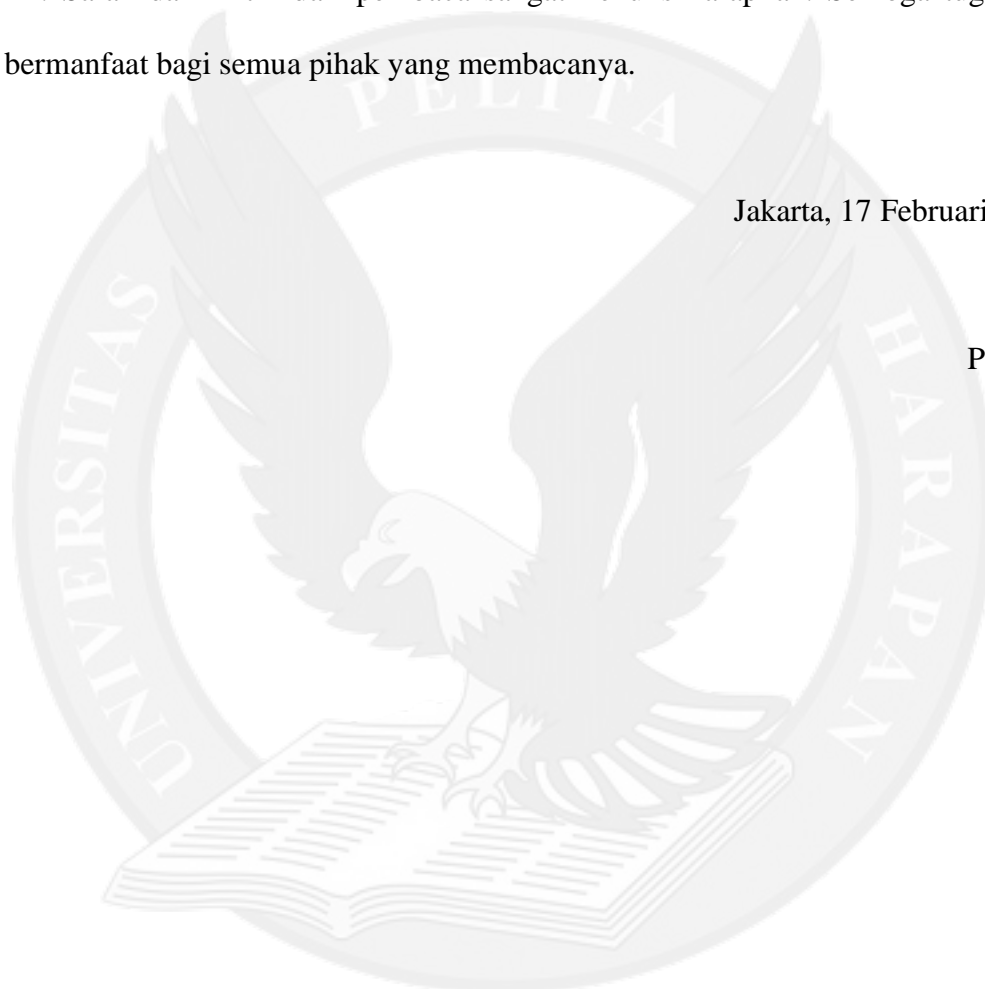 bermanfaat bagi semua pihak yang membacanya.
Jakarta, 17 Februari
P
UNIVERSITAS PELITA HARAPAN